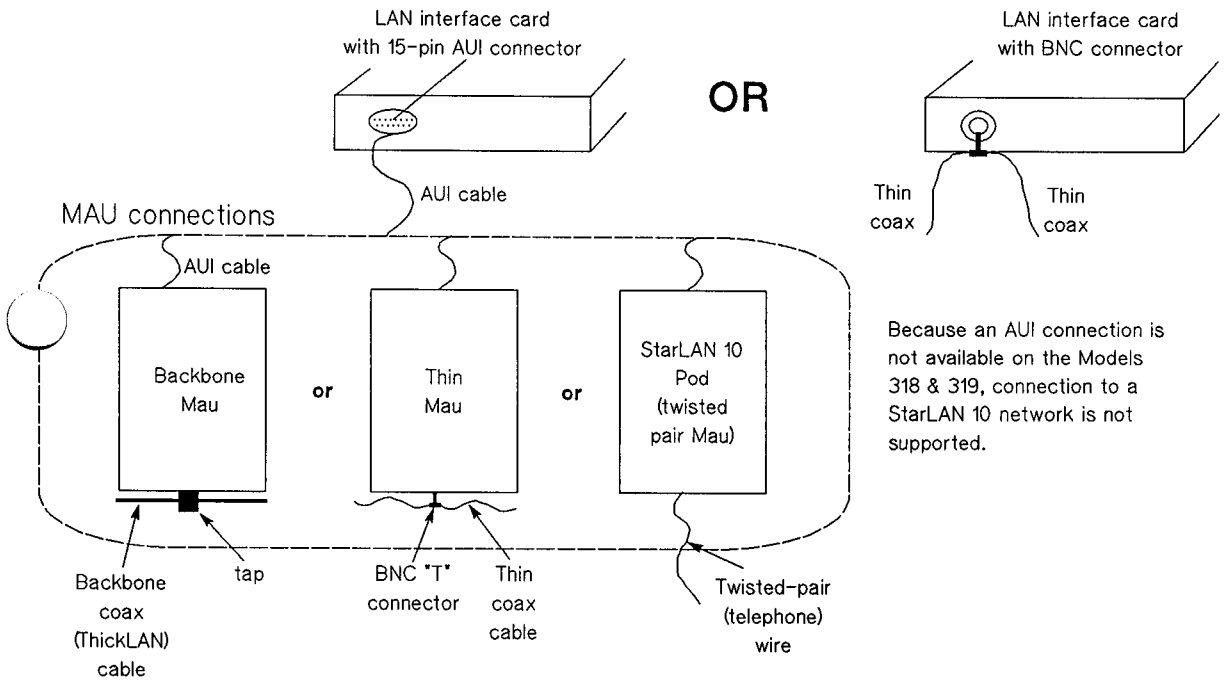 LAN interface card
with 15-pin AUI connector
OR
LAN interface card
with BNC connector
AUI cable
Thin
coax
Thin
coax
MAU connections
AUI cable
Backbone
Mau
or
Thin
Mau
or
StarLAN 10
Pod
(twisted
pair Mau)
Because an AUI connection is
not available on the Models
318 & 319, connection to a
StarLAN 10 network is not
supported.
Backbone
coax
(ThickLAN)
cable
tap
BNC "T"
connector
Thin
coax
cable
Twisted-pair
(telephone)
wire